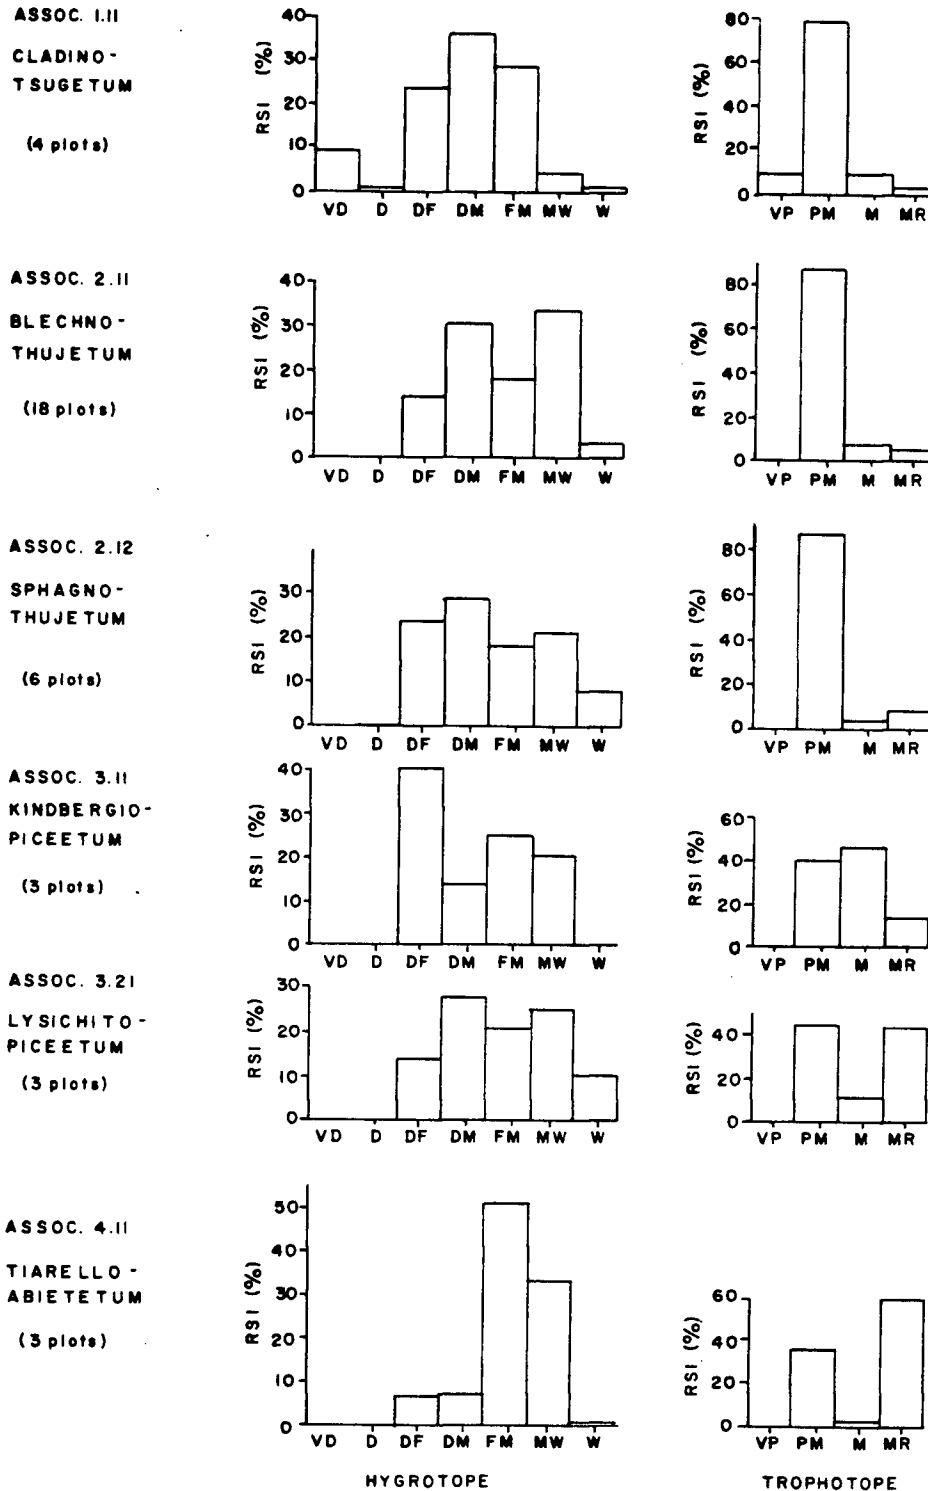 ASSOC. 1.11
CLADINO-
TSUGETUM
(4 plots)
RSI (%)
40
30
20
10
0
VD D DF DM FM MW W
RSI (%)
80
60
40
20
0
VP PM M MR
ASSOC. 2.11
BLECHNO-
THUJETUM
(18 plots)
RSI (%)
40
30
20
10
0
VD D DF DM FM MW W
RSI (%)
80
60
40
20
0
VP PM M MR
ASSOC. 2.12
SPHAGNO-
THUJETUM
(6 plots)
RSI (%)
30
20
10
0
VD D DF DM FM MW W
RSI (%)
80
60
40
20
0
VP PM M MR
ASSOC. 3.11
KINDBERGIO-
PICEETUM
(3 plots)
RSI (%)
40
30
20
10
0
VD D DF DM FM MW W
RSI (%)
60
40
20
0
VP PM M MR
ASSOC. 3.21
LYSICHITO-
PICEETUM
(3 plots)
RSI (%)
30
20
10
0
VD D DF DM FM MW W
RSI (%)
40
20
0
VP PM M MR
ASSOC. 4.11
TIARELLO-
ABIETETUM
(3 plots)
RSI (%)
50
40
30
20
10
0
VD D DF DM FM MW W
RSI (%)
60
40
20
0
VP PM M MR
HYGROTOPE
TROPHOTOPE